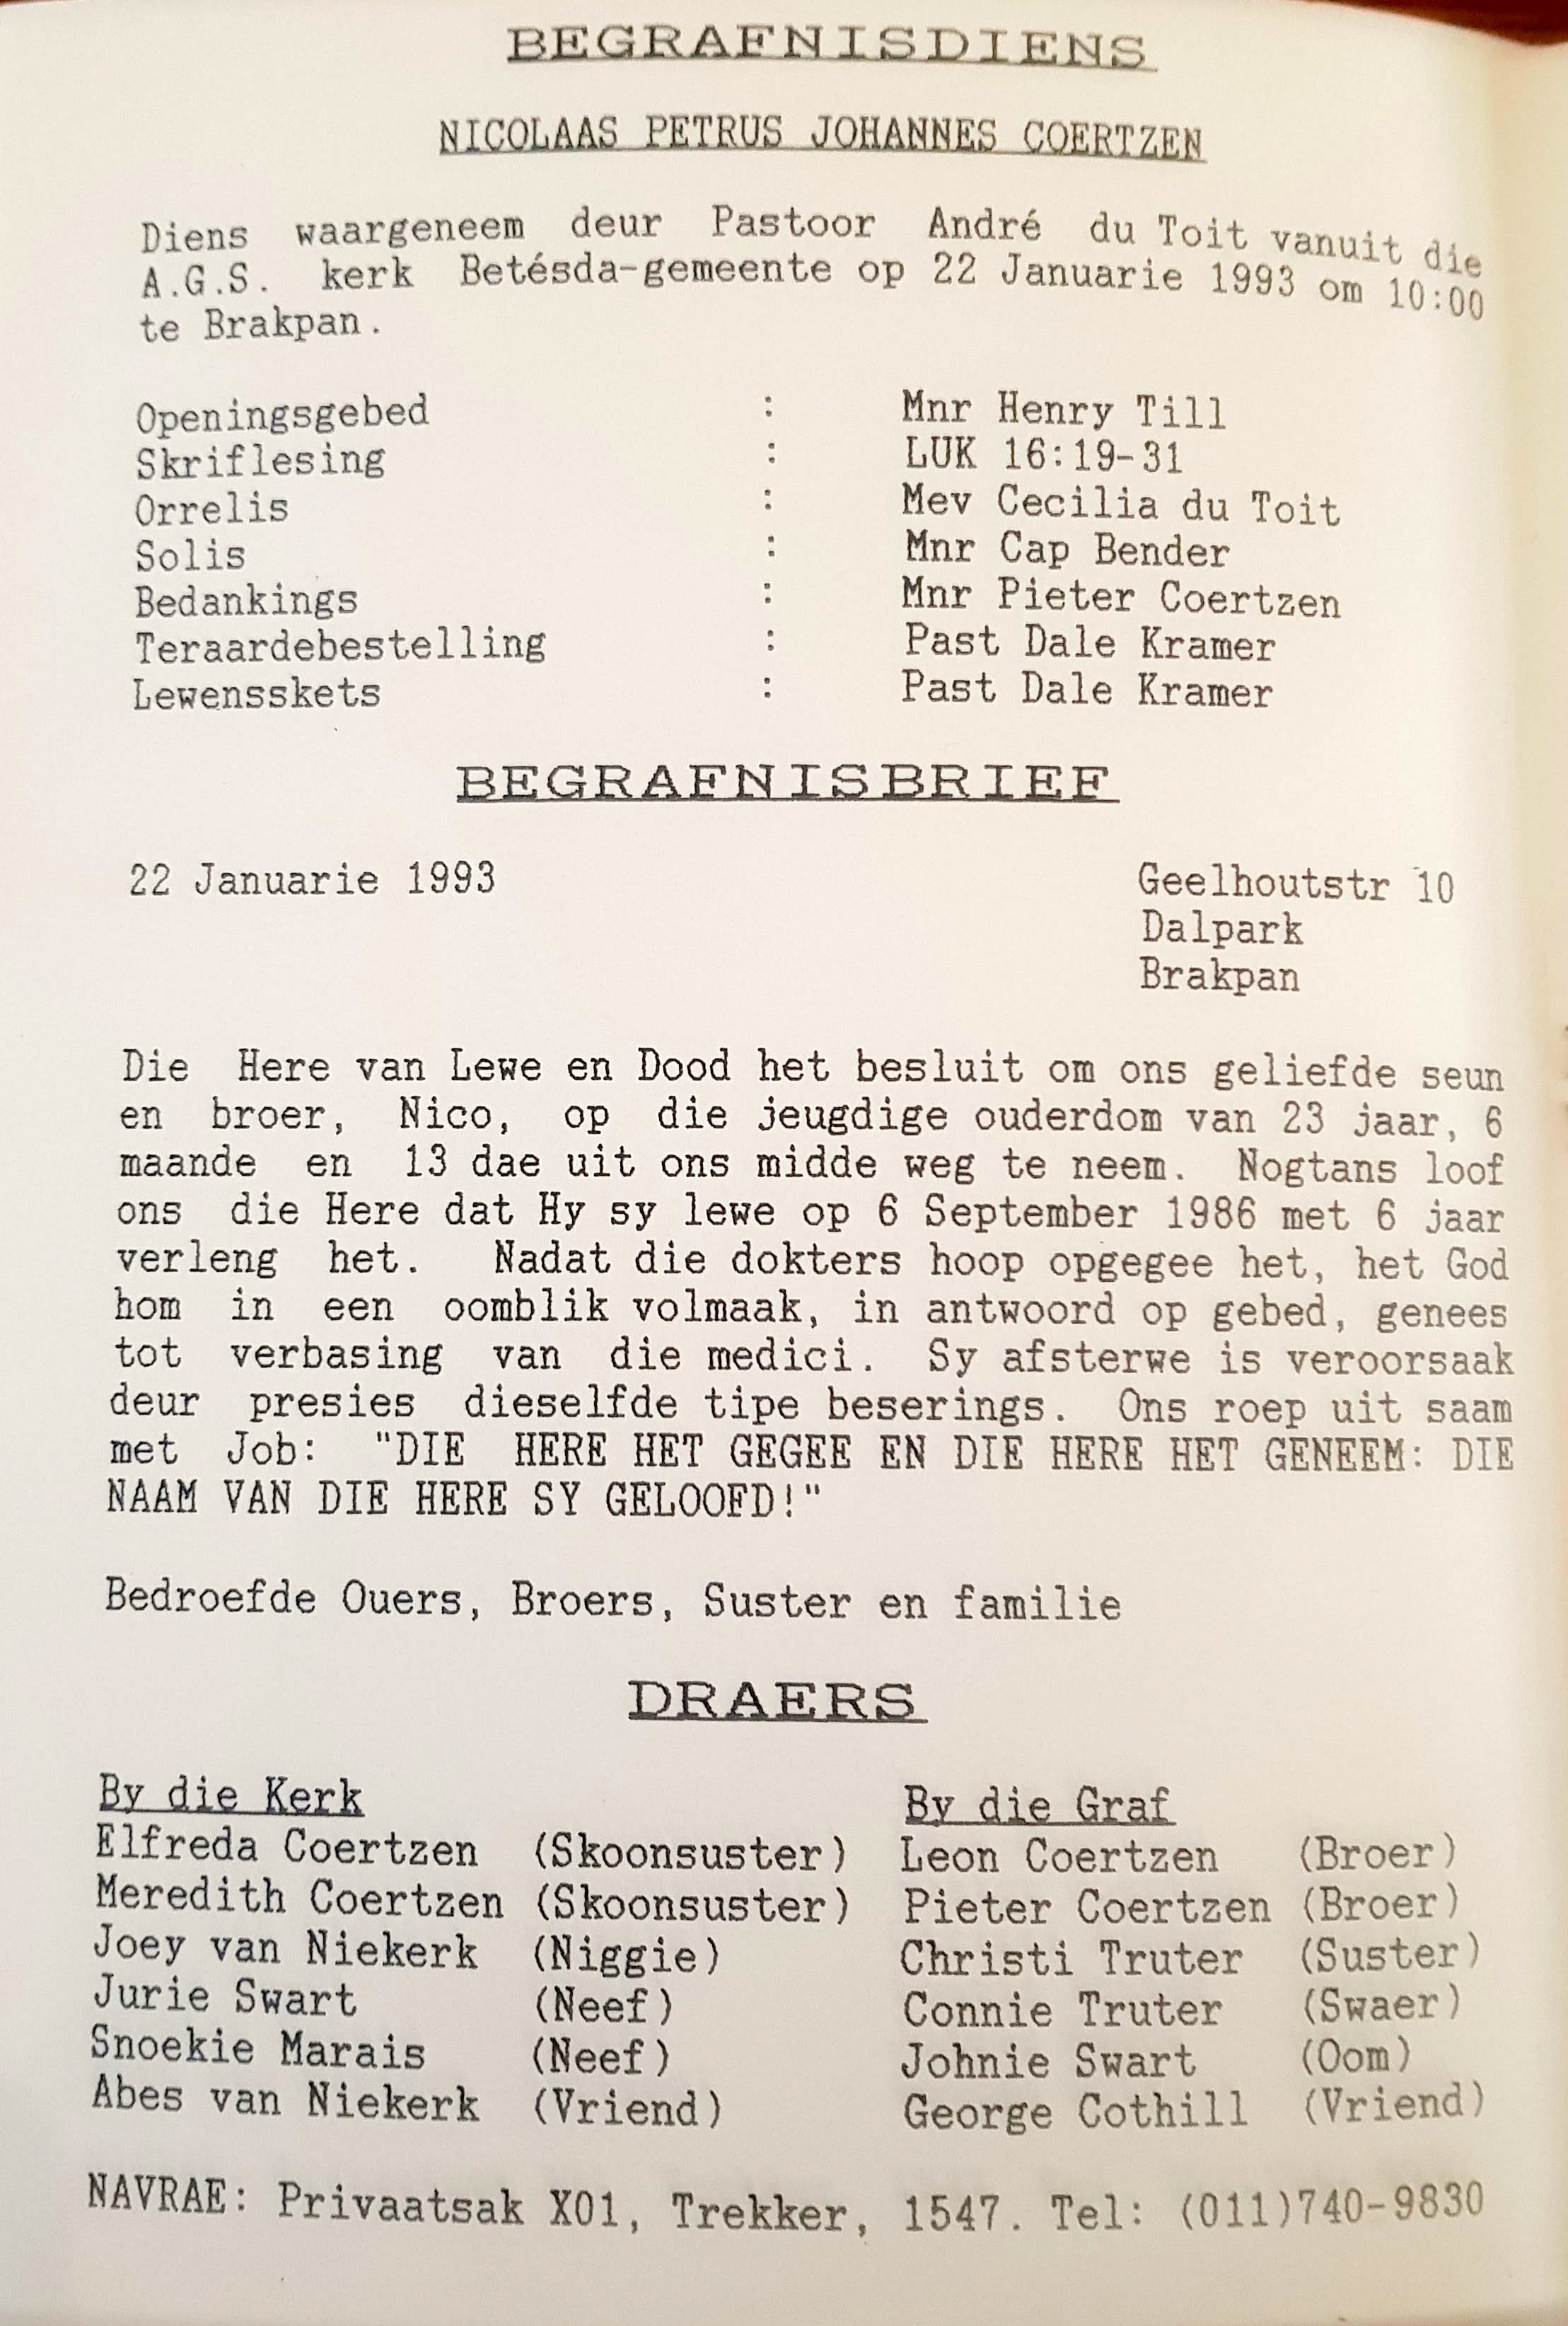 BEGRAFNISDIENS
NICOLAAS PETRUS JOHANNES COERTZEN
Diens waargeneem deur Pastoor André du Toit vanuit die
A.G.S. kerk Betésda-gemeente op 22 Januarie 1993 om 10:00
te Brakpan.
Openingsgebed : Mnr Henry Till
Skriflesing : LUK 16:19-31
Orrelis : Mev Cecilia du Toit
Solis : Mnr Cap Bender
Bedankings : Mnr Pieter Coertzen
Teraardebestelling : Past Dale Kramer
Lewensskets : Past Dale Kramer
BEGRAFNISBRIEF
22 Januarie 1993 Geelhoutstr 10
Dalpark
Brakpan
Die Here van Lewe en Dood het besluit om ons geliefde seun
en broer, Nico, op die jeugdige ouderdom van 23 jaar, 6
maande en 13 dae uit ons midde weg te neem. Nogtans loof
ons die Here dat Hy sy lewe op 6 September 1986 met 6 jaar
verleng het. Nadat die dokters hoop opgegee het, het God
hom in een oomblik volmaak, in antwoord op gebed, genees
tot verbasing van die medici. Sy afsterwe is veroorsaak
deur presies dieselfde tipe beserings. Ons roep uit saam
met Job: "DIE HERE HET GEGEE EN DIE HERE HET GENEEM: DIE
NAAM VAN DIE HERE SY GELOOFD!"
Bedroefde Ouers, Broers, Suster en familie
DRAERS
By die Kerk By die Graf
Elfreda Coertzen (Skoonsuster) Leon Coertzen (Broer)
Meredith Coertzen (Skoonsuster) Pieter Coertzen (Broer)
Joey van Niekerk (Niggie) Christi Truter (Suster)
Jurie Swart (Neef) Connie Truter (Swaer)
Snoekie Marais (Neef) Johnie Swart (Oom)
Abes van Niekerk (Vriend) George Cothill (Vriend)
NAVRAE: Privaatsak X01, Trekker, 1547. Tel: (011)740-9830